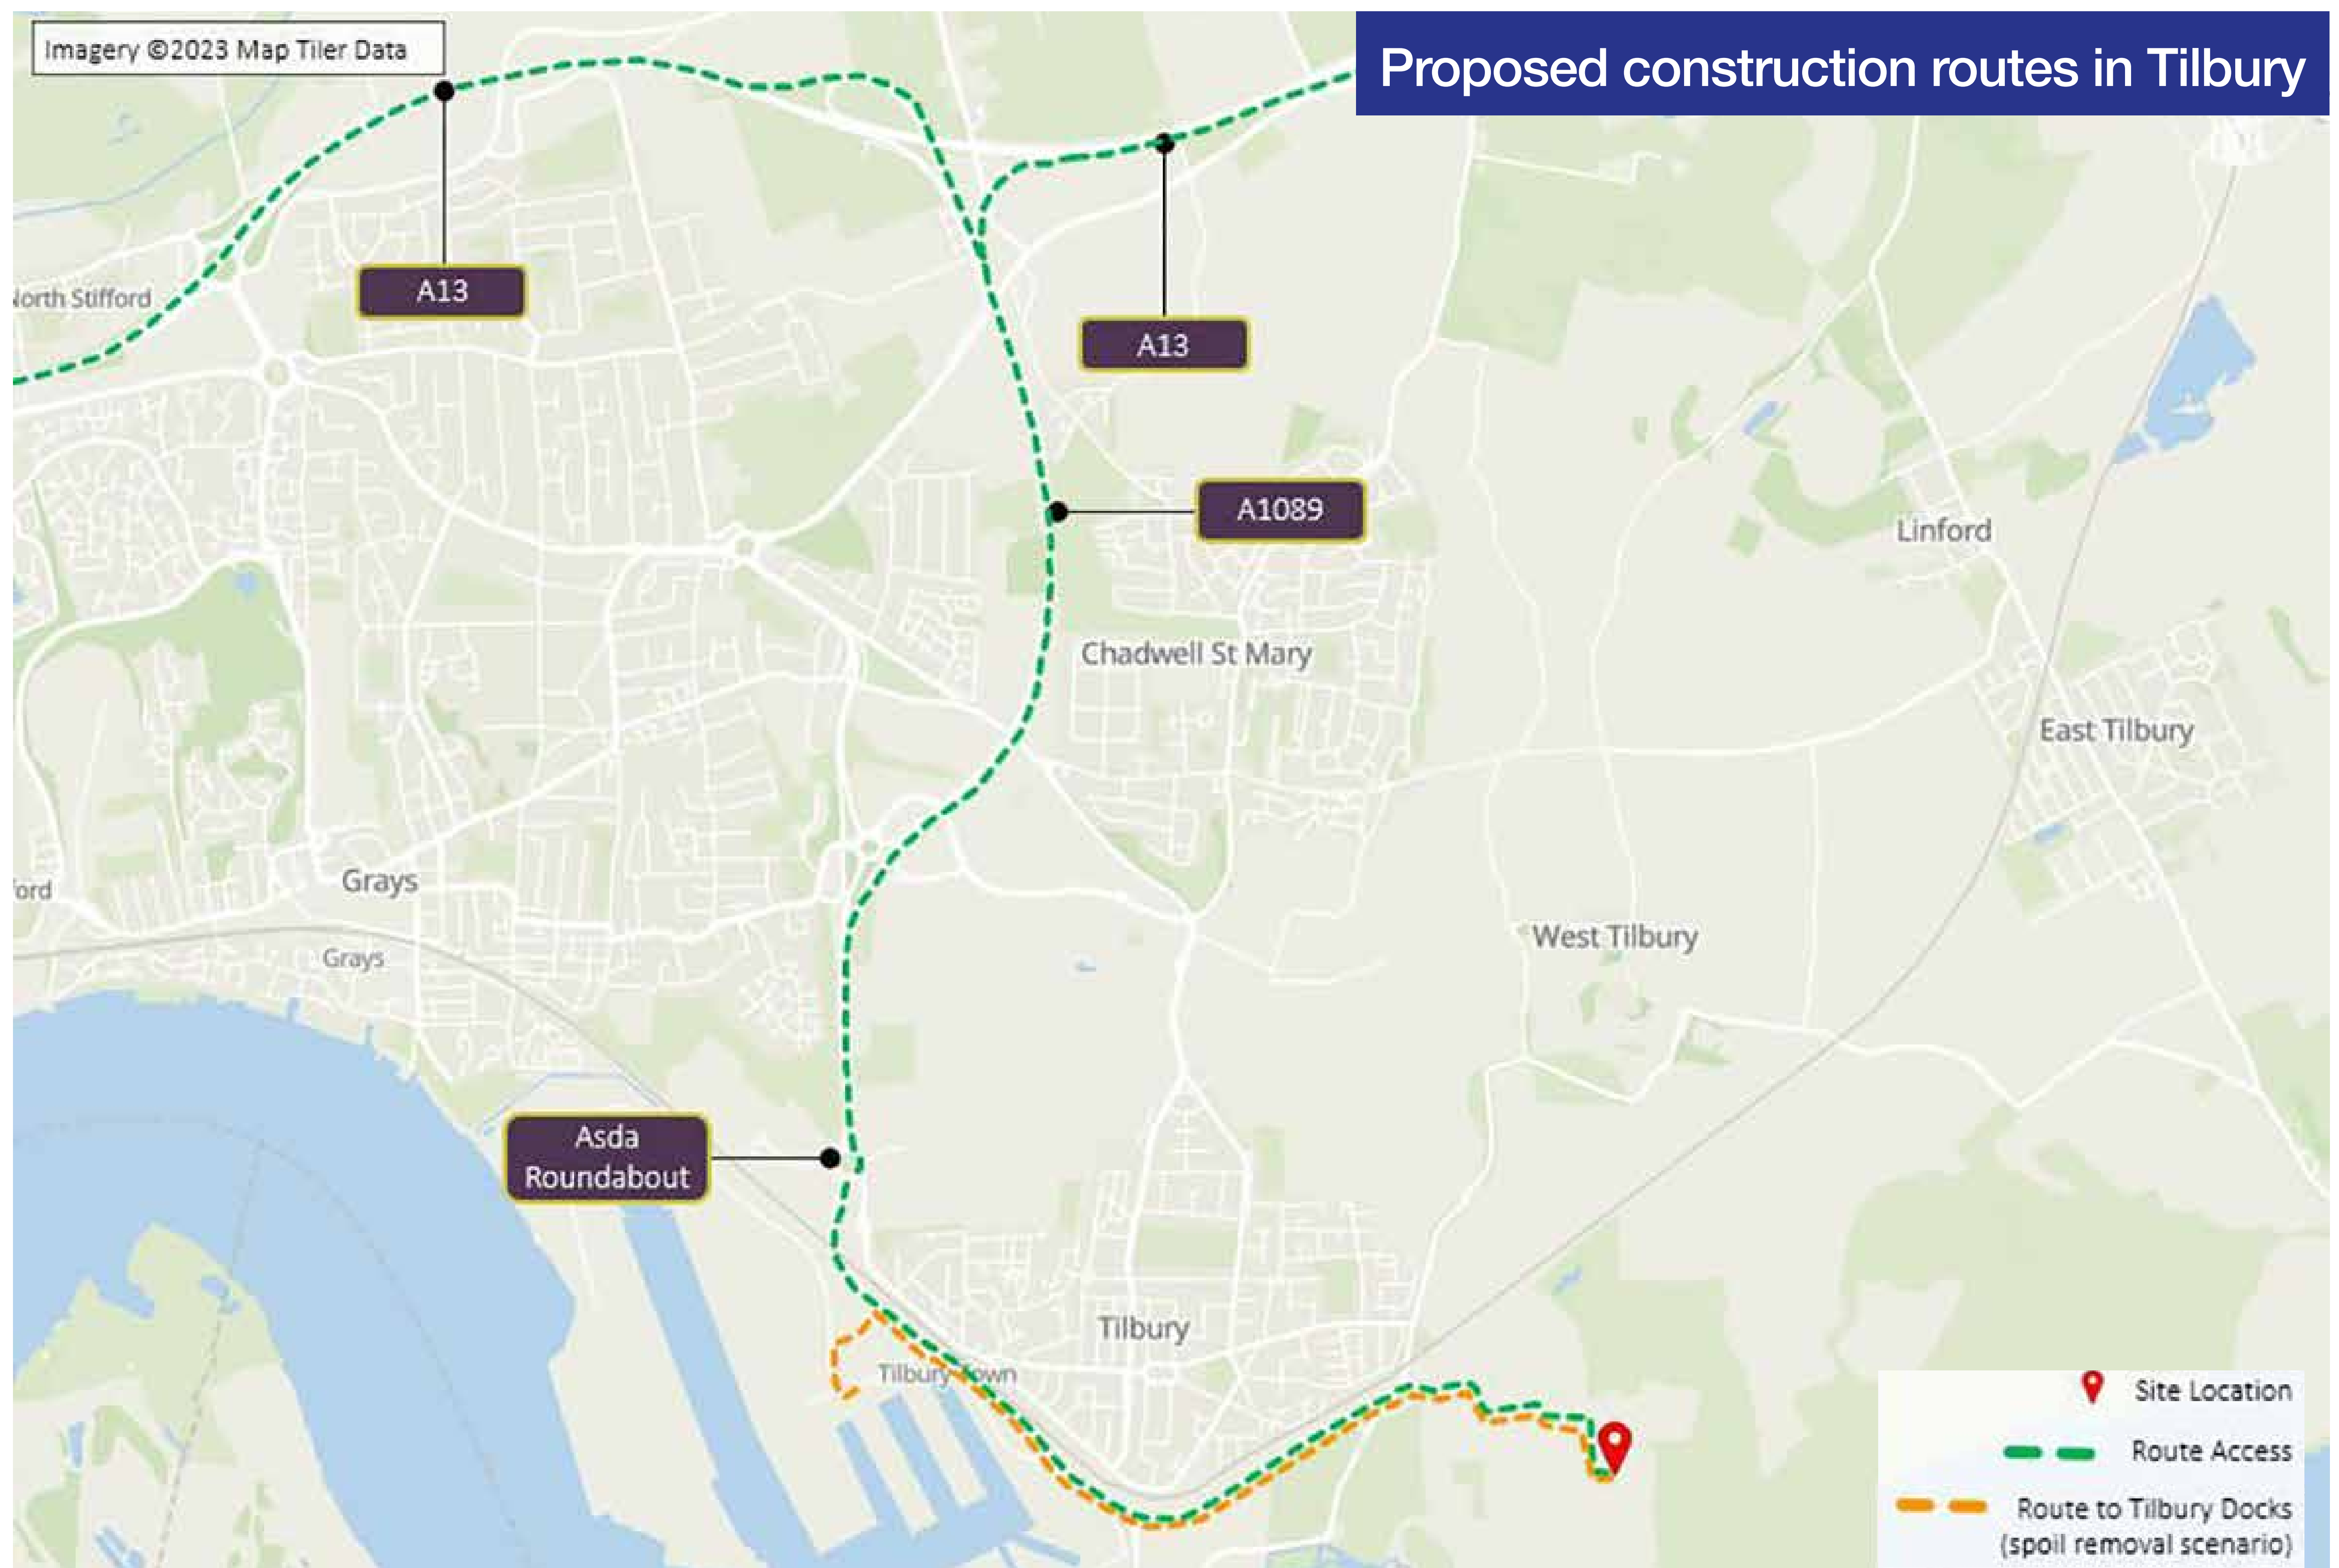 Imagery ©2023 Map Tiler Data
Proposed construction routes in Tilbury
A13
North Stifford
A13
A1089
Linford
Chadwell St Mary
East Tilbury
Grays
ord
West Tilbury
Grays
Asda
Roundabout
Tilbury
Tilbury Town
Site Location
Route Access
Route to Tilbury Docks
(spoil removal scenario)